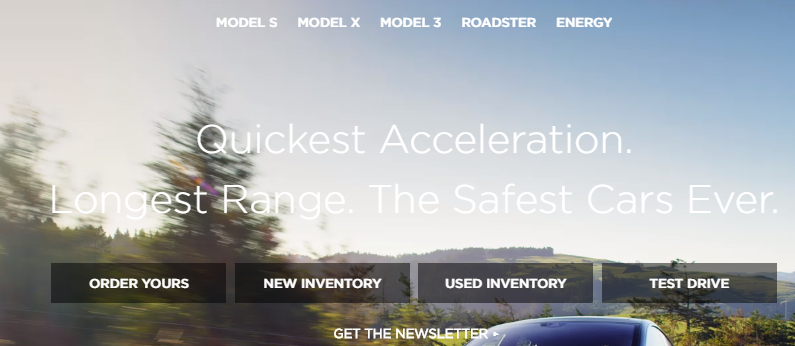 MODEL S MODEL X MODEL 3 ROADSTER ENERGY
Quickest Acceleration.
Longest Range. The Safest Cars Ever.
ORDER YOURS NEW INVENTORY USED INVENTORY TEST DRIVE
GET THE NEWSLETTER ▸